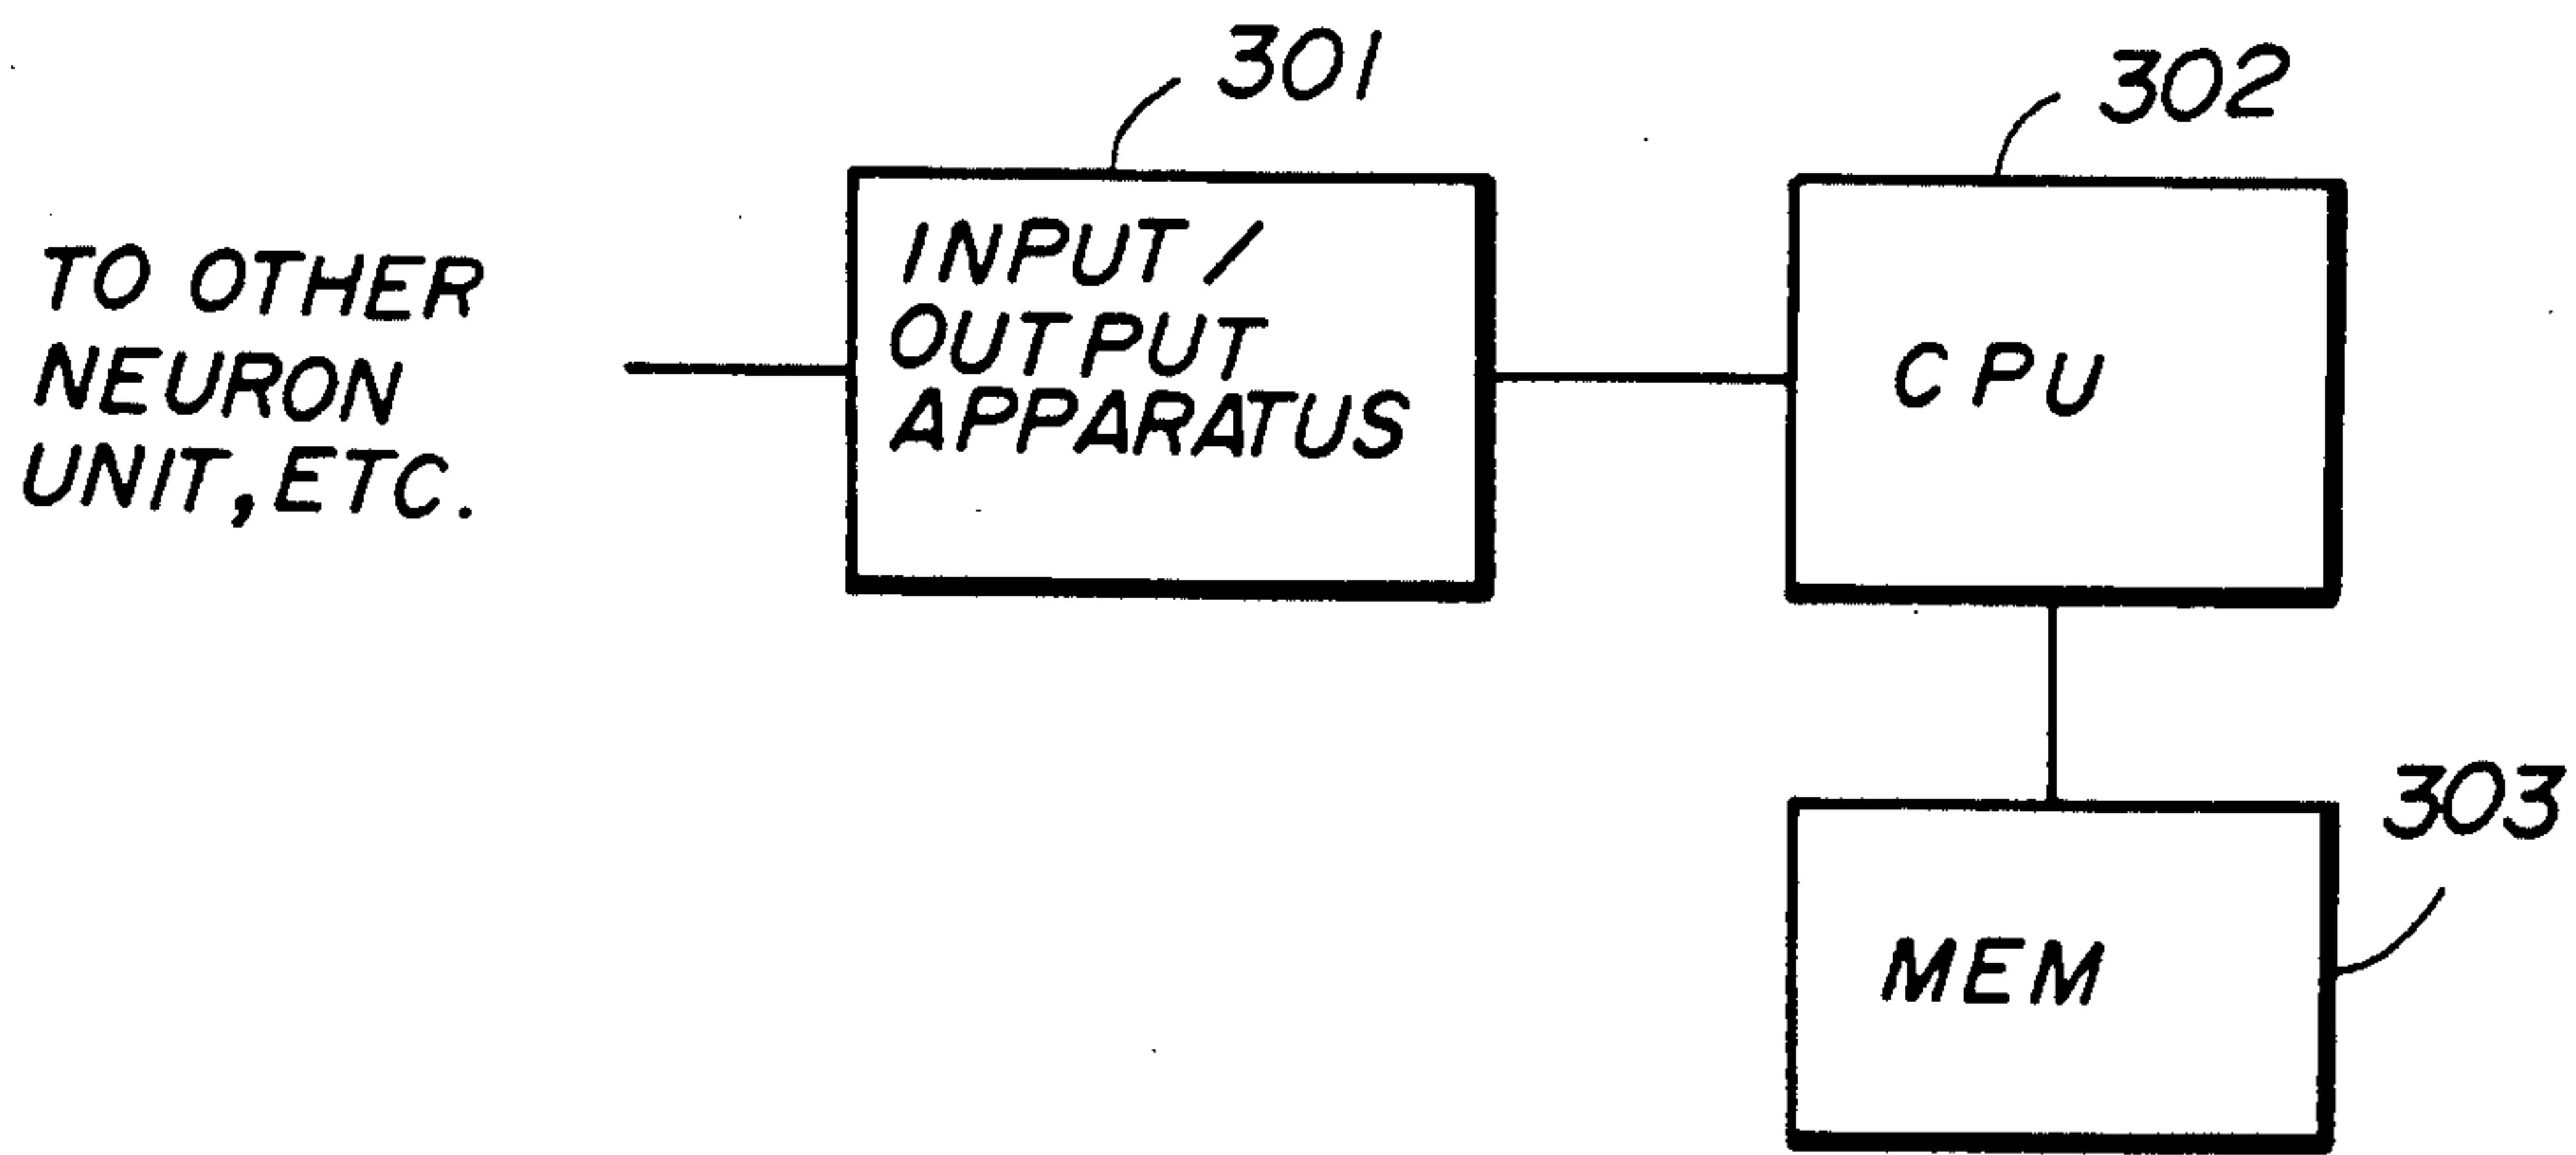 301
302
TO OTHER
NEURON
UNIT, ETC.
INPUT /
OUTPUT
APPARATUS
CPU
303
MEM